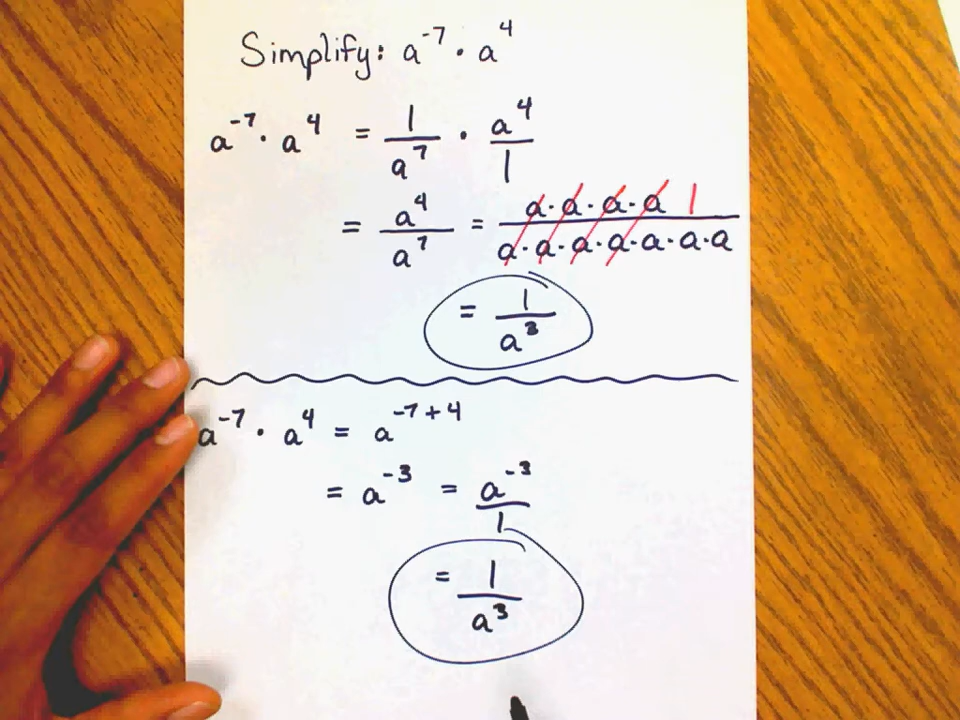 Simplify: a⁻⁷ · a⁴
a⁻⁷ · a⁴ = 1/a⁷ · a⁴/1
= a⁴/a⁷ = a·a·a·a 1/a·a·a·a·a·a·a
= 1/a³
a⁻⁷ · a⁴ = a⁻⁷⁺⁴
= a⁻³ = a⁻³/1
= 1/a³